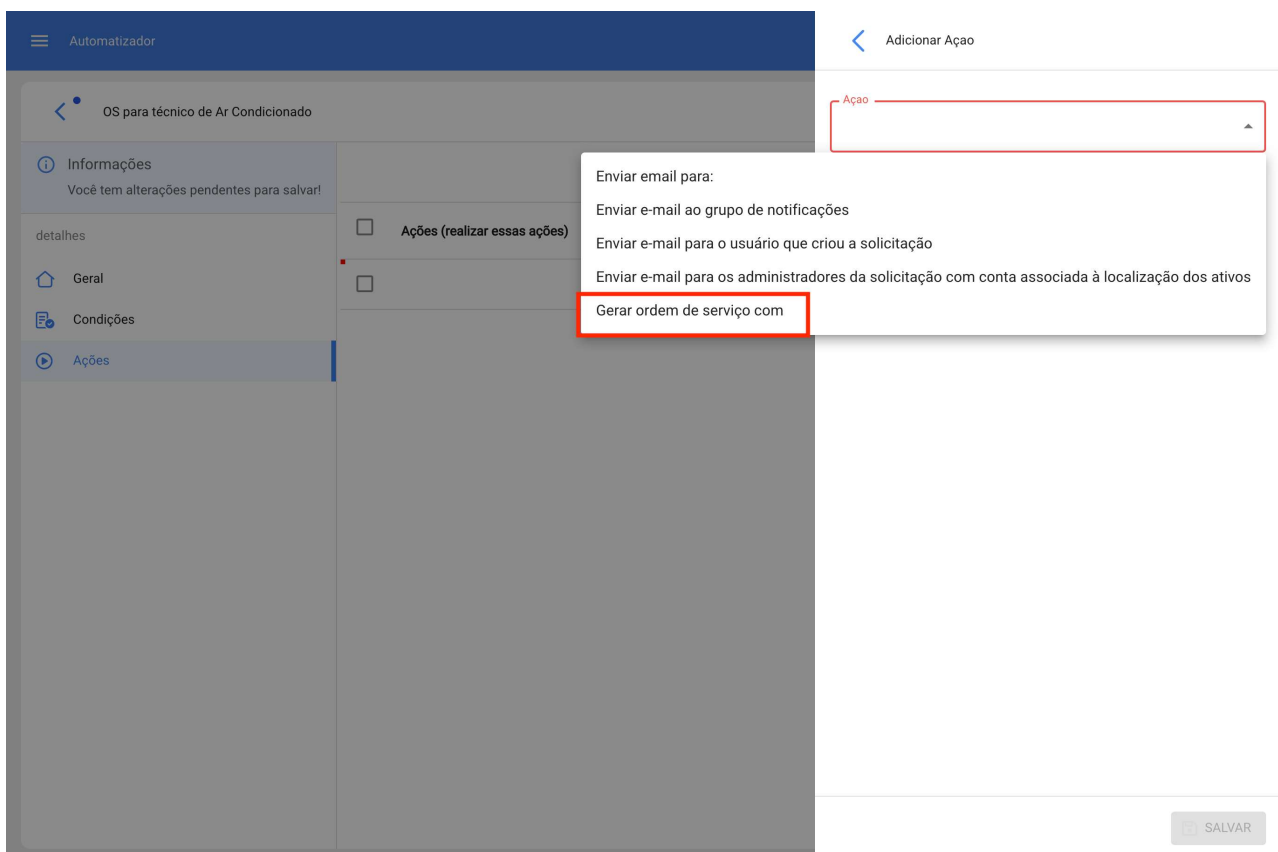 Automatizador
Adicionar Açao
OS para técnico de Ar Condicionado
Açao
Informações
Você tem alterações pendentes para salvar!
detalhes
Geral
Condições
Ações
Ações (realizar essas ações)
Enviar email para:
Enviar e-mail ao grupo de notificações
Enviar e-mail para o usuário que criou a solicitação
Enviar e-mail para os administradores da solicitação com conta associada à localização dos ativos
Gerar ordem de serviço com
SALVAR